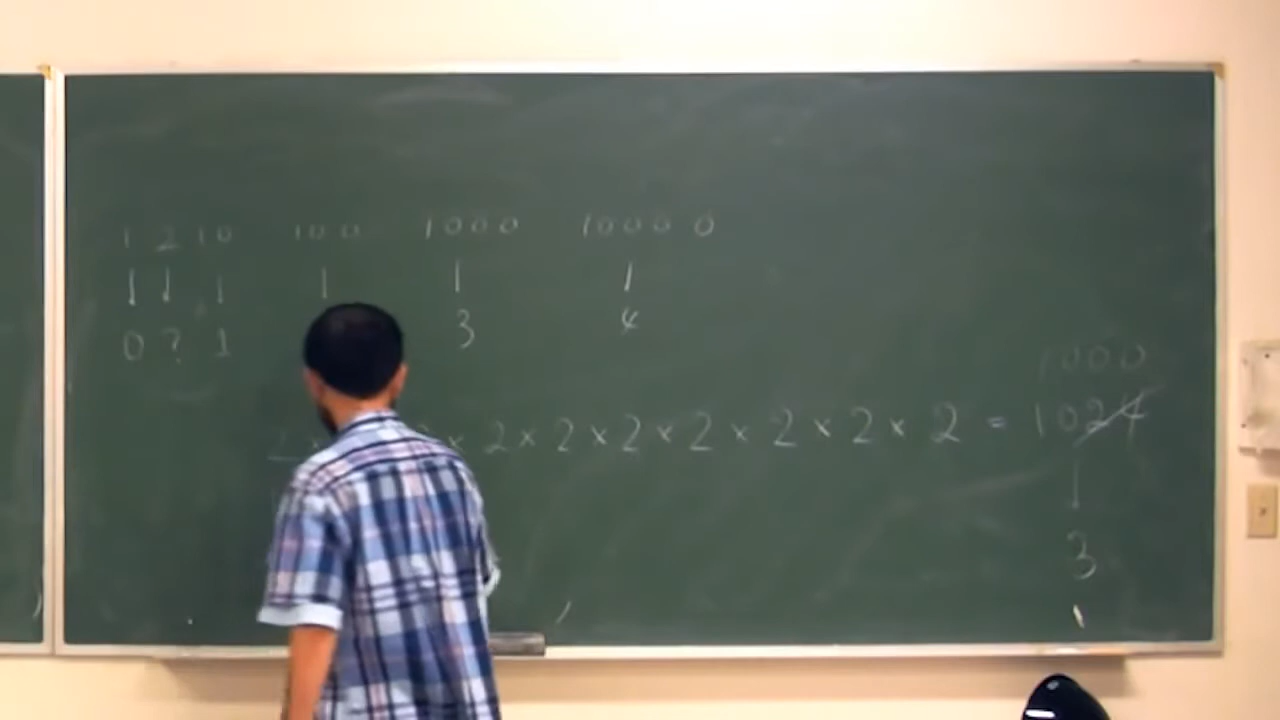 1 2 10 100 1000 10000
0 ? 1 3 4
1000
2 × 2 × 2 × 2 × 2 × 2 × 2 × 2 × 2 = 1024
3